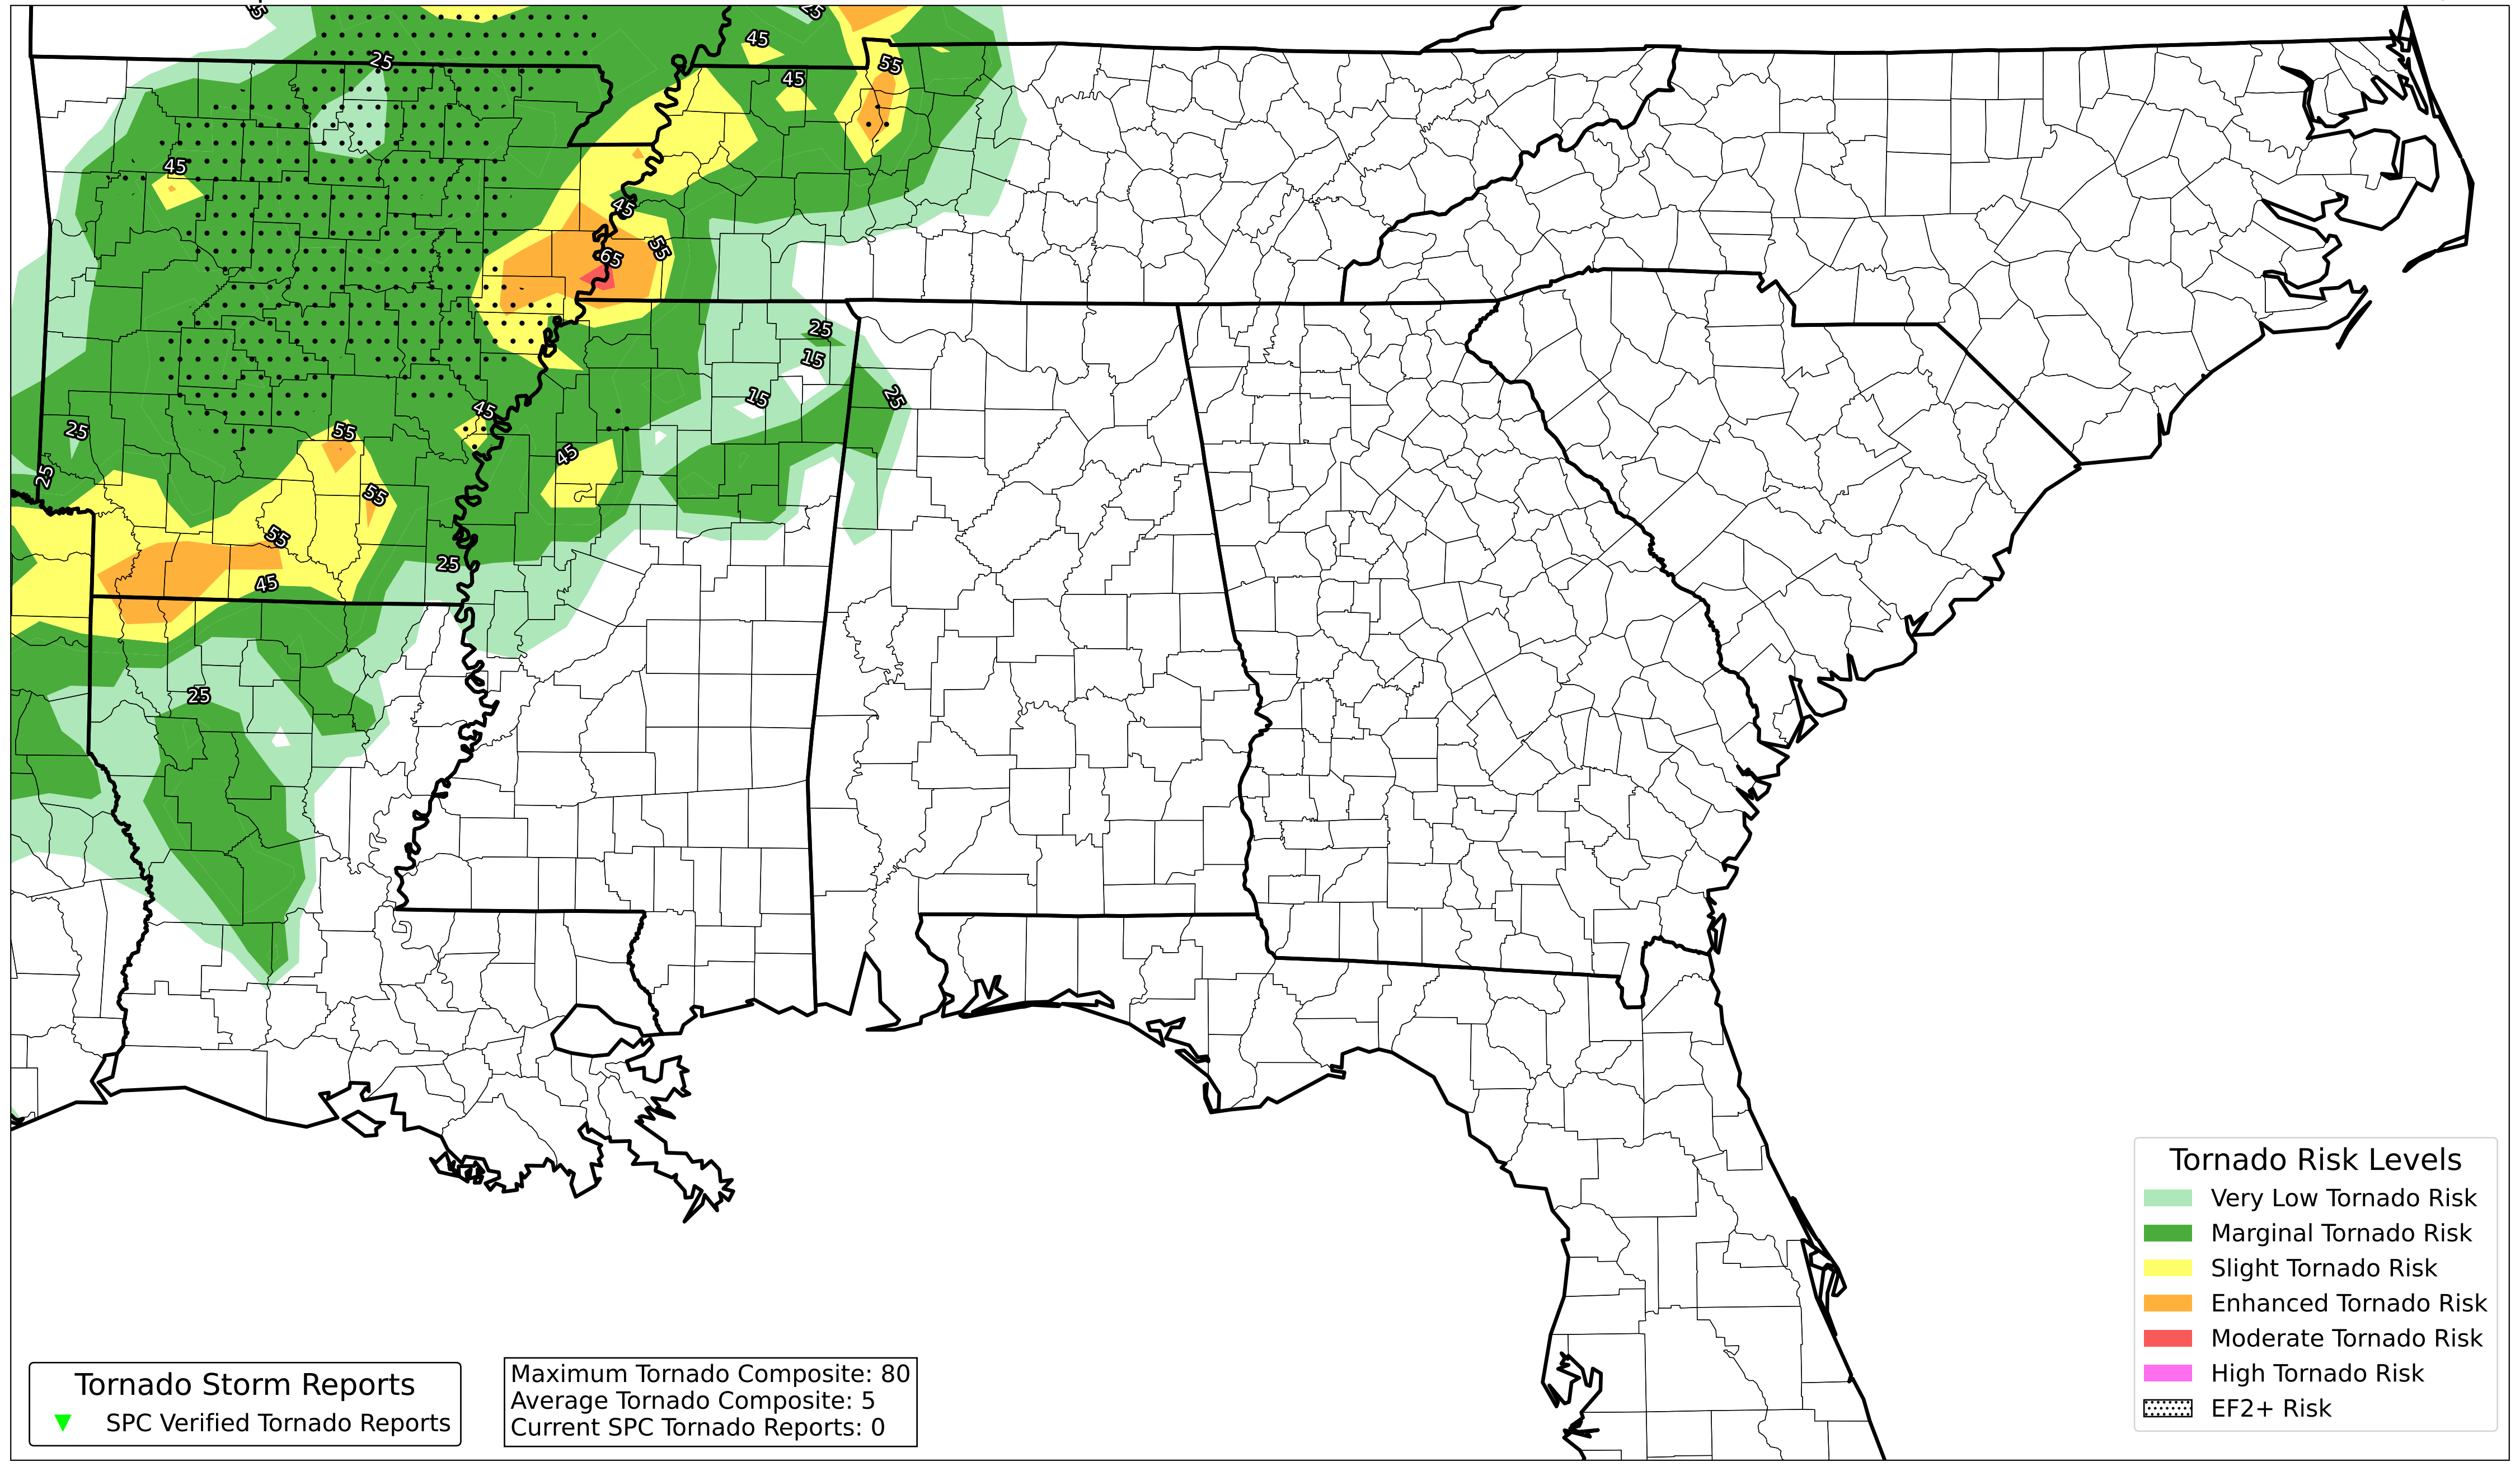 25
25
45
25
55
45
45
45
55
65
25
15
15
25
45
25
55
45
25
55
55
25
45
25
Tornado Risk Levels
Very Low Tornado Risk
Marginal Tornado Risk
Slight Tornado Risk
Enhanced Tornado Risk
Moderate Tornado Risk
High Tornado Risk
EF2+ Risk
Tornado Storm Reports
SPC Verified Tornado Reports
Maximum Tornado Composite: 80
Average Tornado Composite: 5
Current SPC Tornado Reports: 0